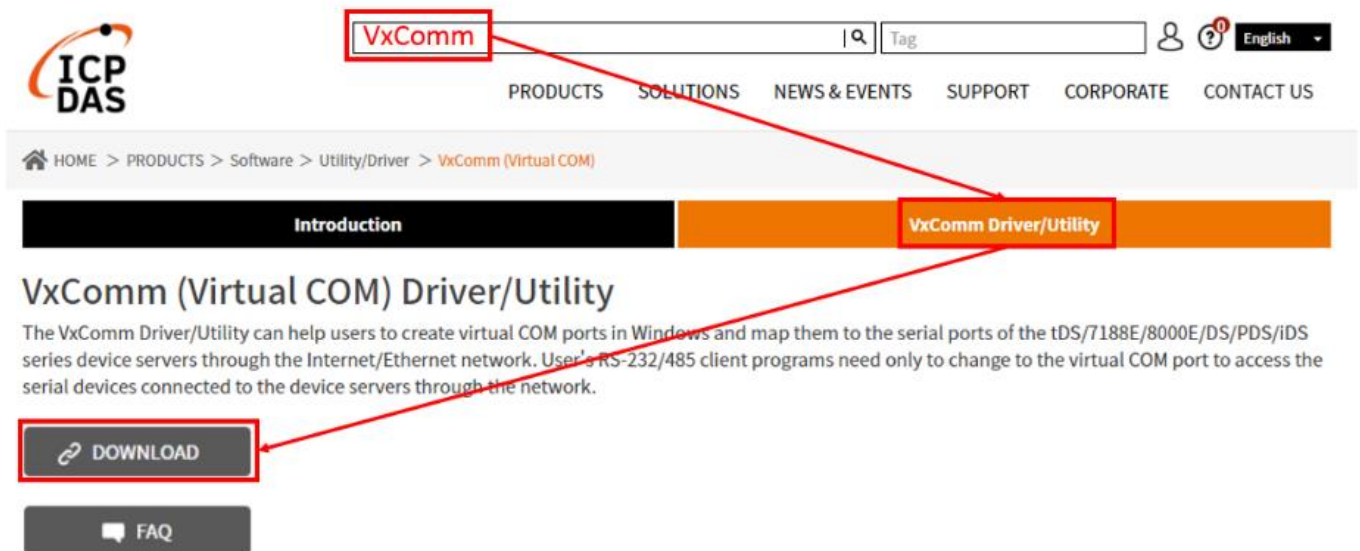 VxComm
Tag
0
English
ICP
DAS
PRODUCTS SOLUTIONS NEWS & EVENTS SUPPORT CORPORATE CONTACT US
HOME > PRODUCTS > Software > Utility/Driver > VxComm (Virtual COM)
Introduction
VxComm Driver/Utility
VxComm (Virtual COM) Driver/Utility
The VxComm Driver/Utility can help users to create virtual COM ports in Windows and map them to the serial ports of the tDS/7188E/8000E/DS/PDS/iDS
series device servers through the Internet/Ethernet network. User's RS-232/485 client programs need only to change to the virtual COM port to access the
serial devices connected to the device servers through the network.
DOWNLOAD
FAQ